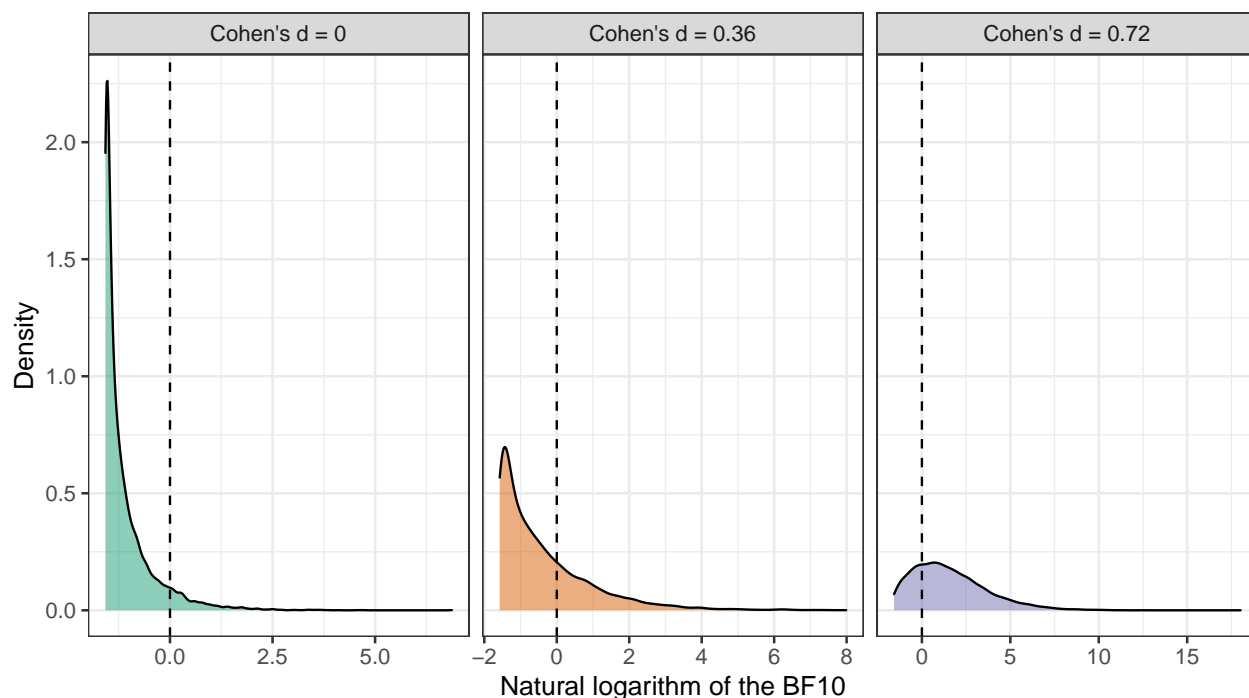 Cohen's d = 0
Cohen's d = 0.36
Cohen's d = 0.72
Density
2.0
1.5
1.0
0.5
0.0
0.0 2.5 5.0
−2 0 2 4 6 8
0 5 10 15
Natural logarithm of the BF10